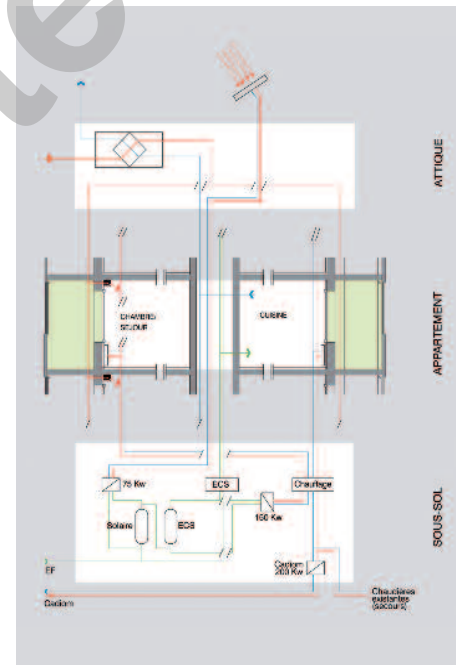 ATTIQUE
APPARTEMENT
CHAMBRE/
SEJOUR
CUISINE
SOUS-SOL
75 Kw
ECS
Chauffage
Solaire
ECS
150 Kw
EF
Cadiom
200 Kw
Cadiom
Chaudières
existantes
(secours)